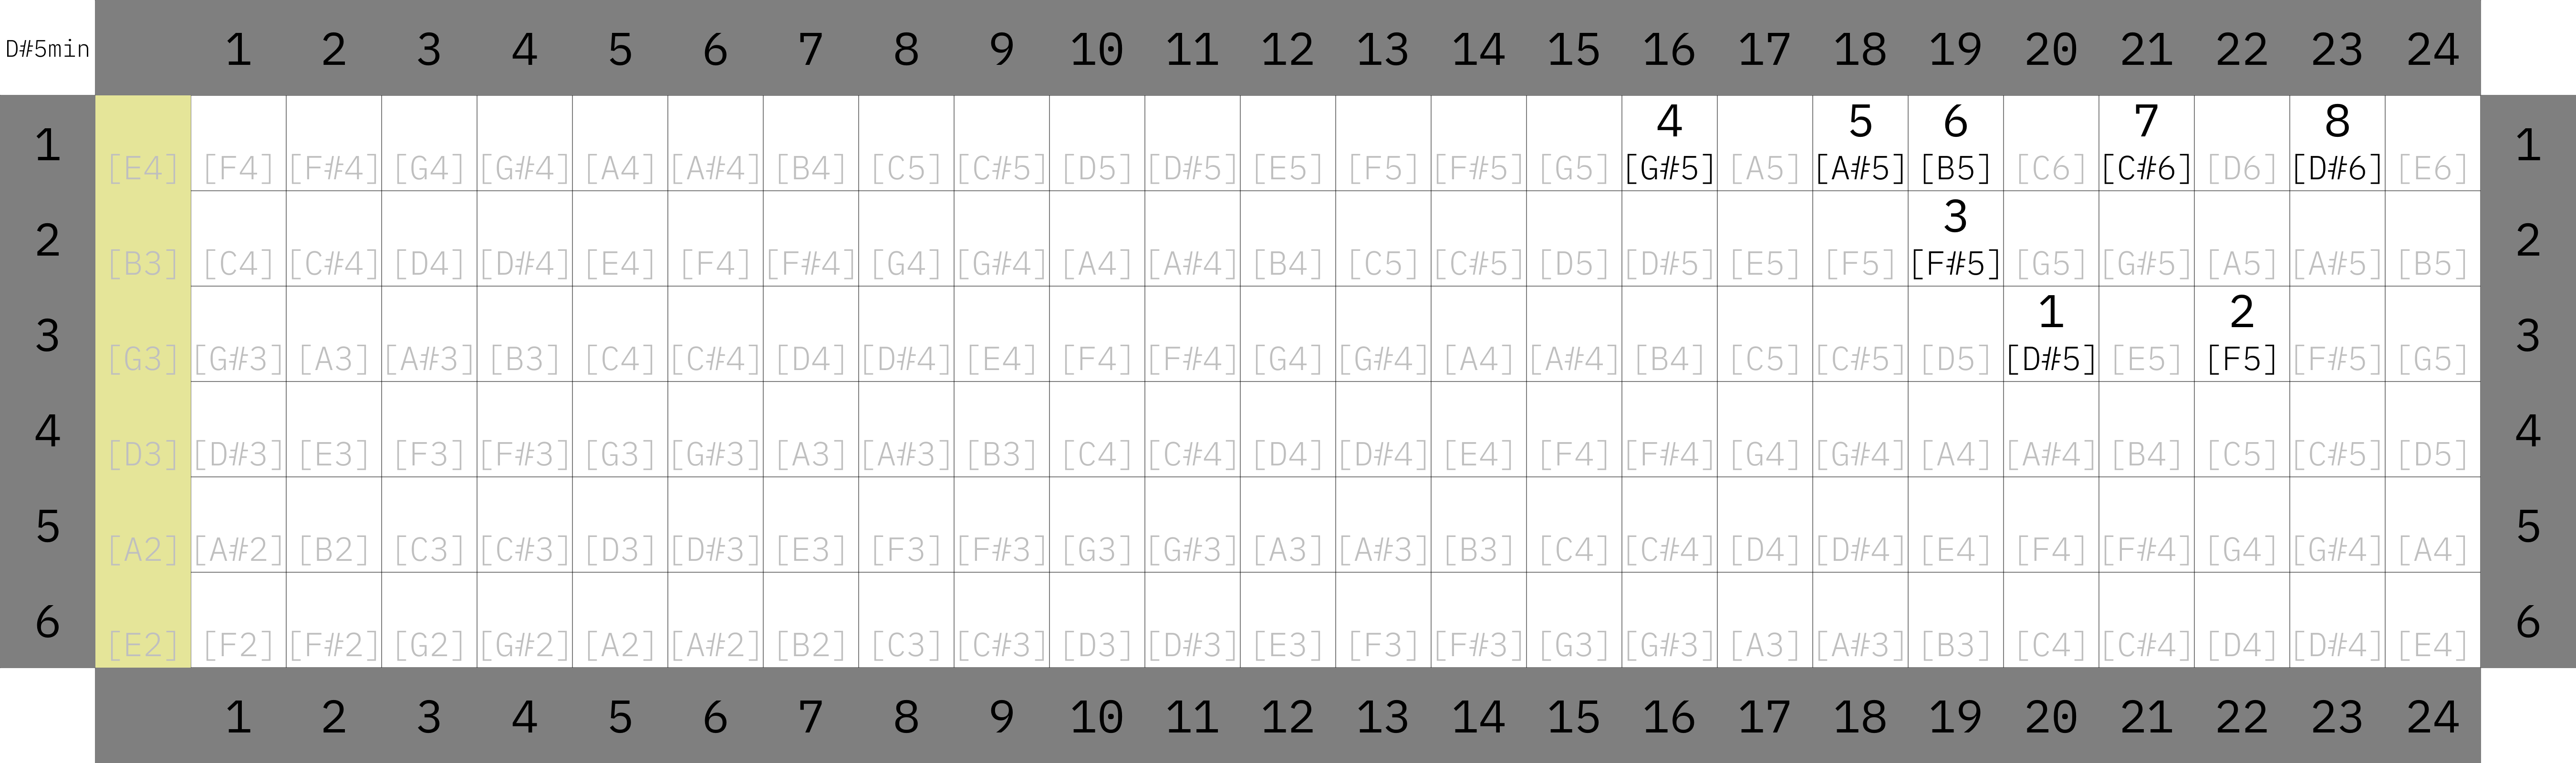 D#5min 1 2 3 4 5 6 7 8 9 10 11 12 13 14 15 16 17 18 19 20 21 22 23 24
4 5 6 7 8
1 [E4] [F4] [F#4] [G4] [G#4] [A4] [A#4] [B4] [C5] [C#5] [D5] [D#5] [E5] [F5] [F#5] [G5] [G#5] [A5] [A#5] [B5] [C6] [C#6] [D6] [D#6] [E6] 1
3
2 [B3] [C4] [C#4] [D4] [D#4] [E4] [F4] [F#4] [G4] [G#4] [A4] [A#4] [B4] [C5] [C#5] [D5] [D#5] [E5] [F5] [F#5] [G5] [G#5] [A5] [A#5] [B5] 2
1 2
3 [G3] [G#3] [A3] [A#3] [B3] [C4] [C#4] [D4] [D#4] [E4] [F4] [F#4] [G4] [G#4] [A4] [A#4] [B4] [C5] [C#5] [D5] [D#5] [E5] [F5] [F#5] [G5] 3
4 [D3] [D#3] [E3] [F3] [F#3] [G3] [G#3] [A3] [A#3] [B3] [C4] [C#4] [D4] [D#4] [E4] [F4] [F#4] [G4] [G#4] [A4] [A#4] [B4] [C5] [C#5] [D5] 4
5 [A2] [A#2] [B2] [C3] [C#3] [D3] [D#3] [E3] [F3] [F#3] [G3] [G#3] [A3] [A#3] [B3] [C4] [C#4] [D4] [D#4] [E4] [F4] [F#4] [G4] [G#4] [A4] 5
6 [E2] [F2] [F#2] [G2] [G#2] [A2] [A#2] [B2] [C3] [C#3] [D3] [D#3] [E3] [F3] [F#3] [G3] [G#3] [A3] [A#3] [B3] [C4] [C#4] [D4] [D#4] [E4] 6
1 2 3 4 5 6 7 8 9 10 11 12 13 14 15 16 17 18 19 20 21 22 23 24